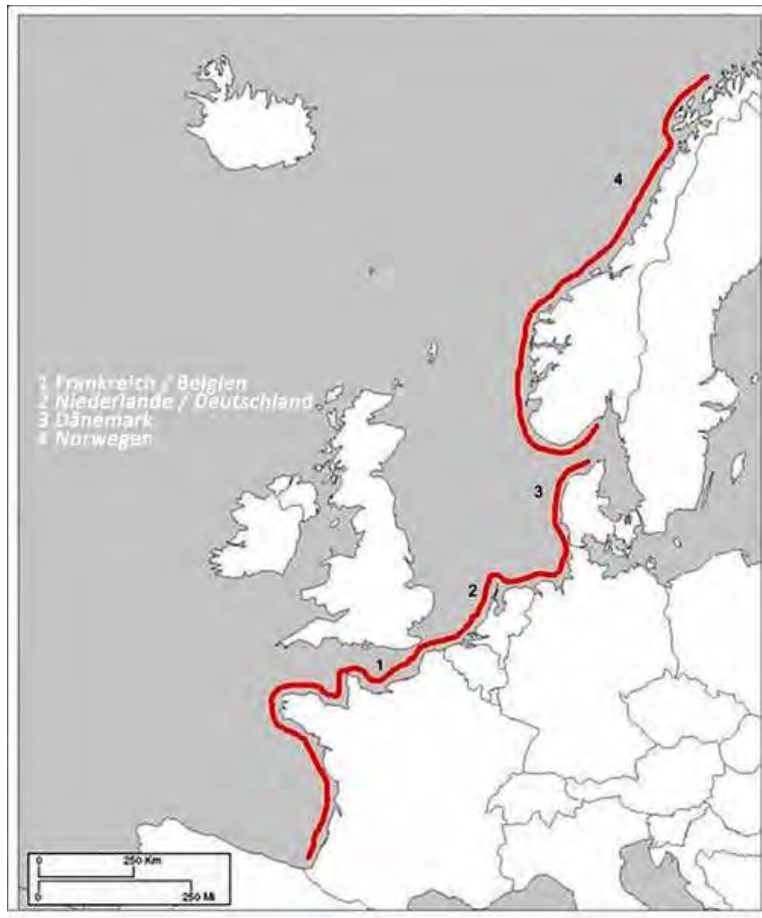 4
3
2
1
1 Frankreich / Belgien
2 Niederlande / Deutschland
3 Dänemark
4 Norwegen
0 250 Km
0 250 Mi